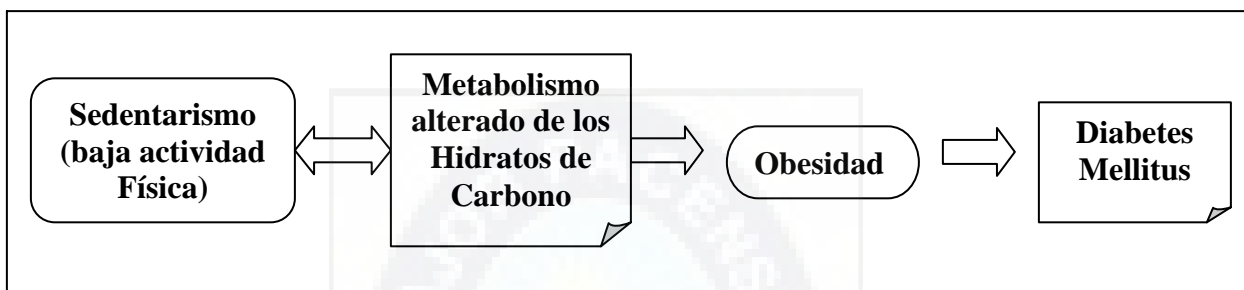 Sedentarismo
(baja actividad
Física)
Metabolismo
alterado de los
Hidratos de
Carbono
Obesidad
Diabetes
Mellitus